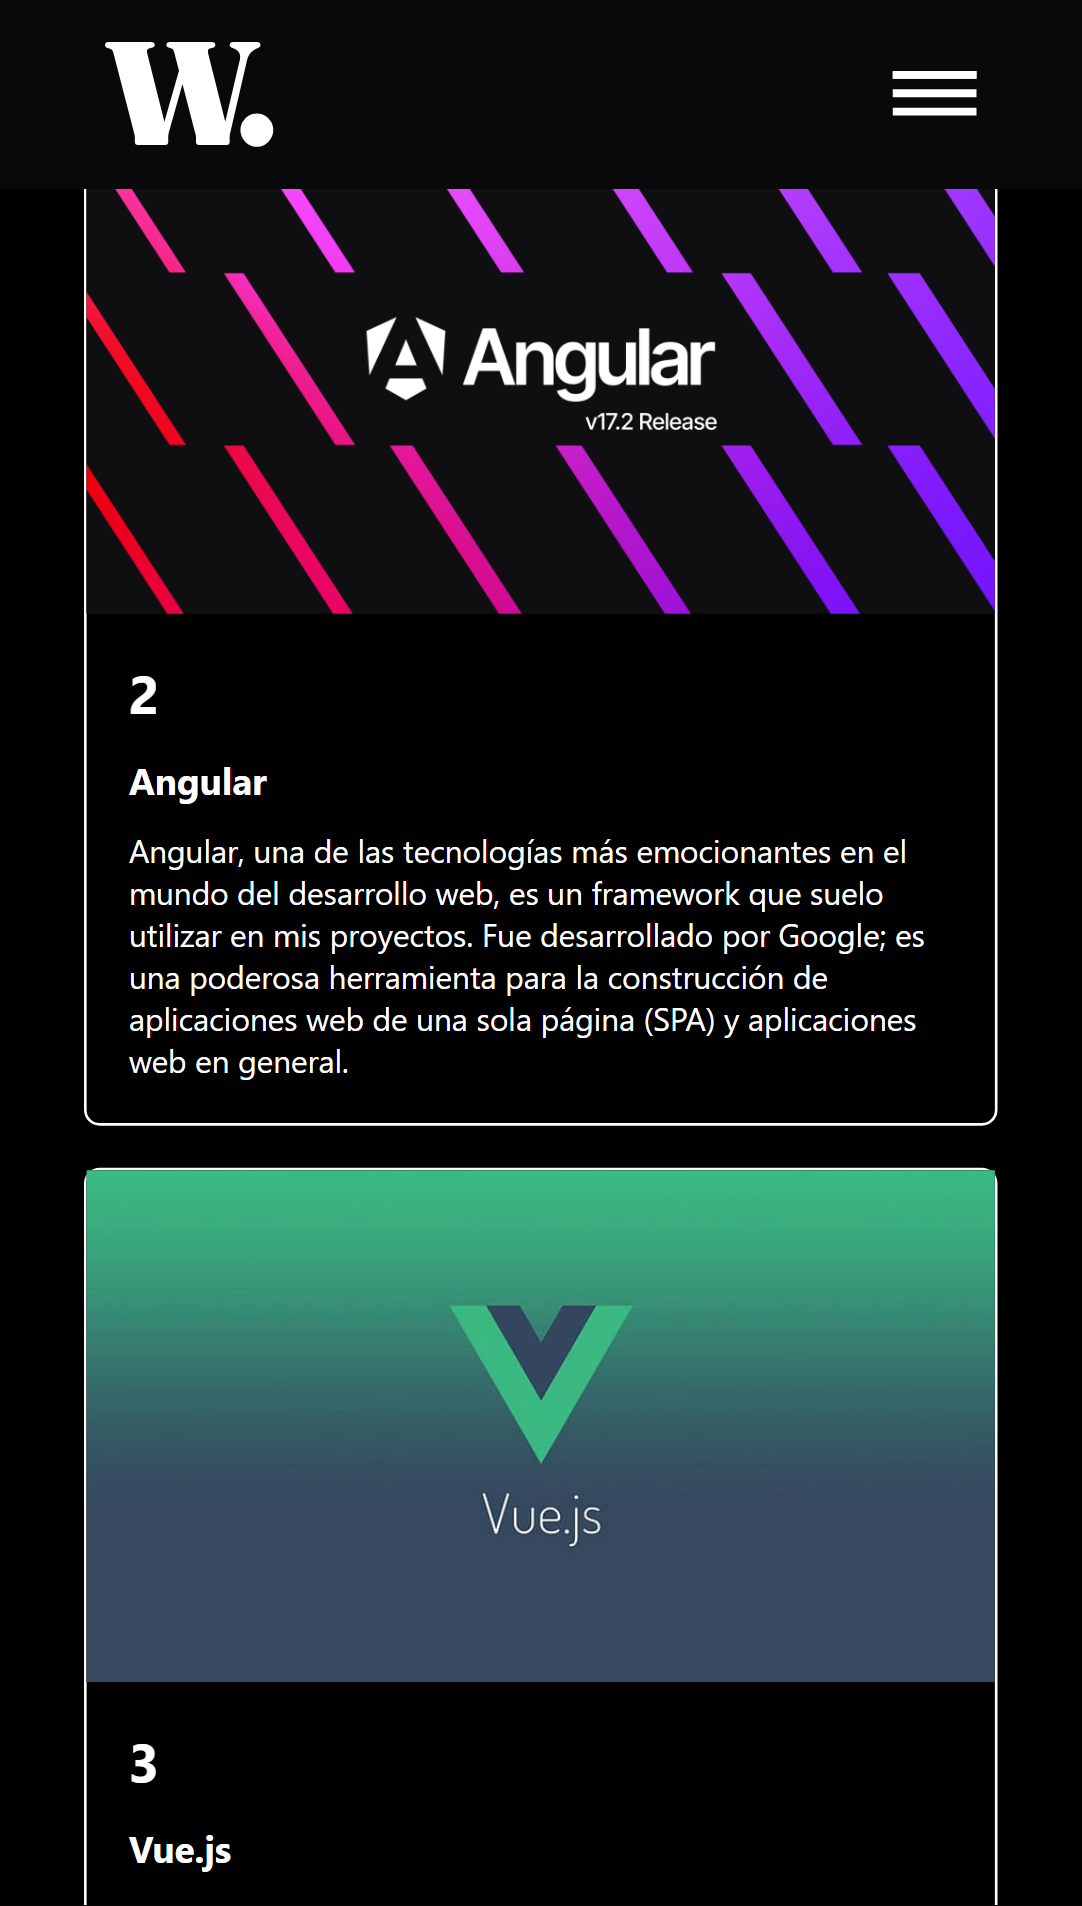 W.
Angular
v17.2 Release
2
Angular
Angular, una de las tecnologías más emocionantes en el
mundo del desarrollo web, es un framework que suelo
utilizar en mis proyectos. Fue desarrollado por Google; es
una poderosa herramienta para la construcción de
aplicaciones web de una sola página (SPA) y aplicaciones
web en general.
Vue.js
3
Vue.js